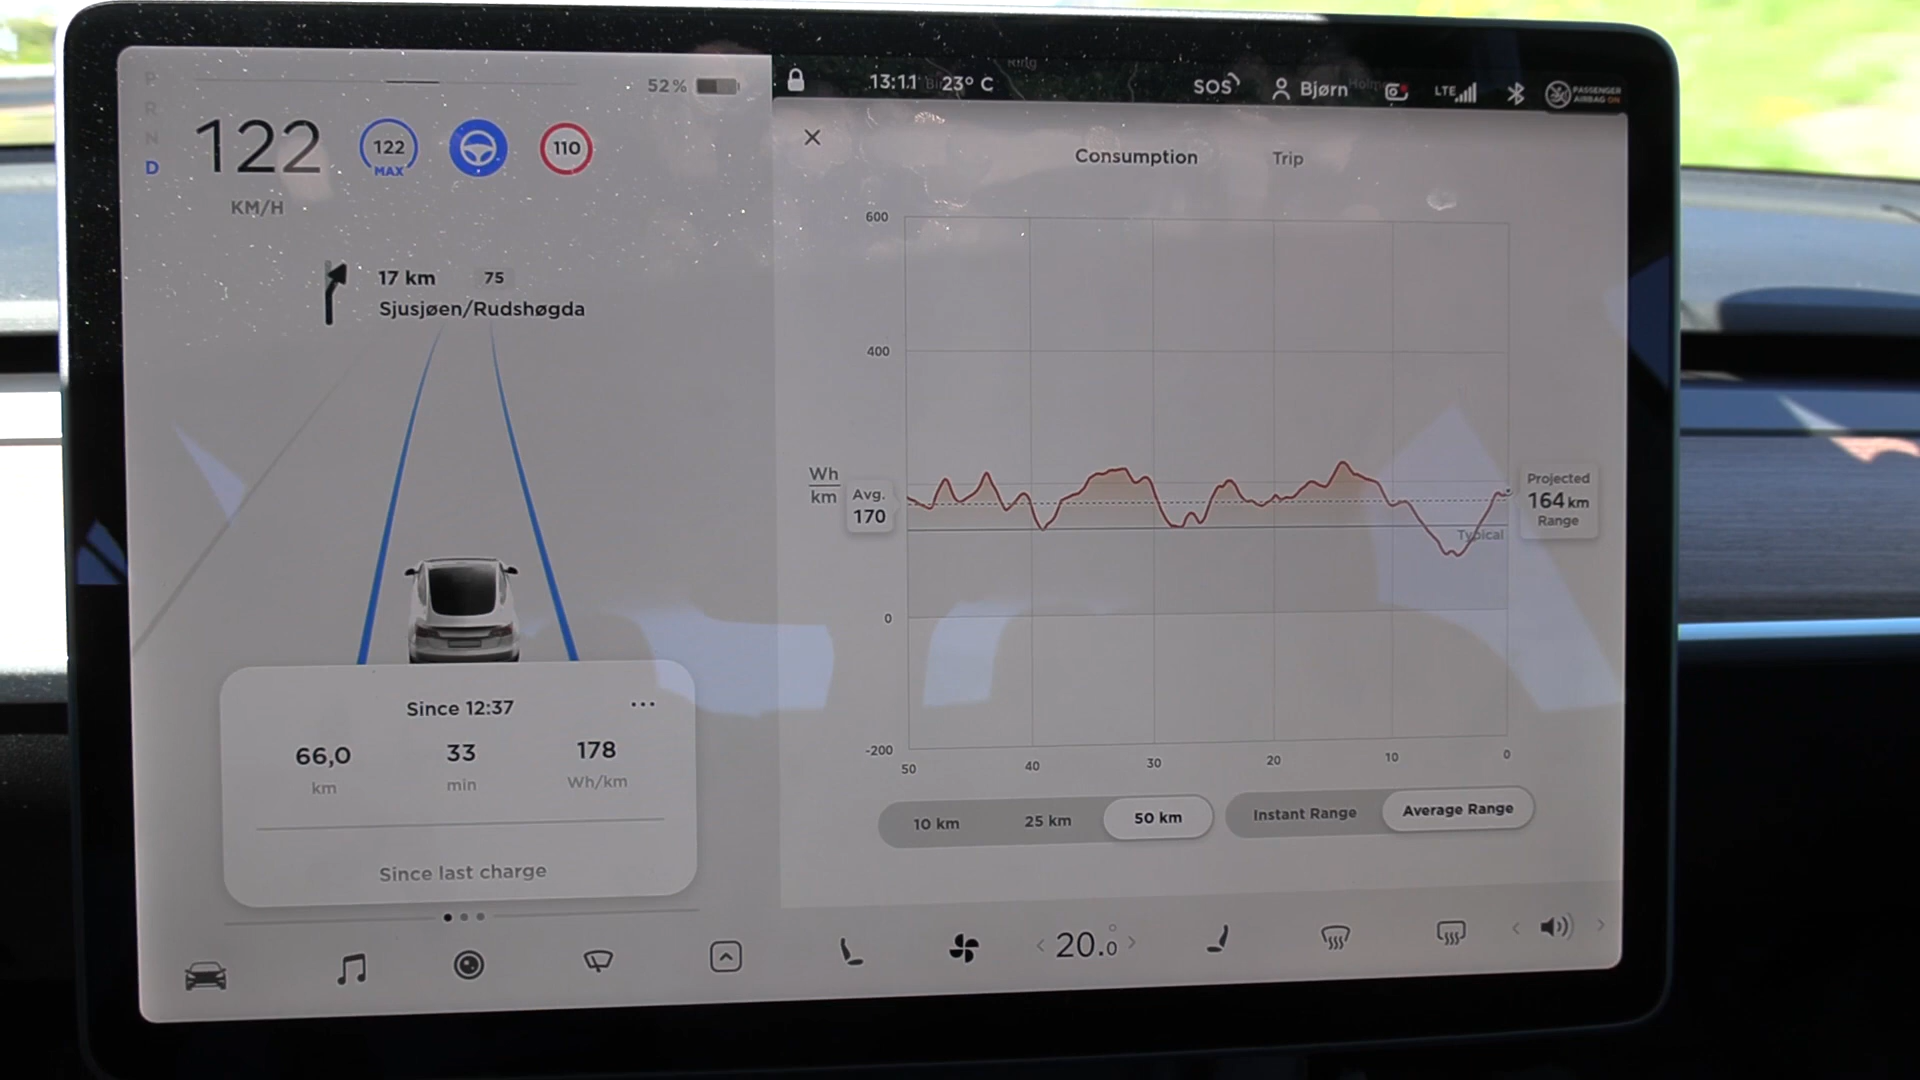 P
R
N
D
52 %
122
KM/H
122
MAX
110
17 km 75
Sjusjøen/Rudshøgda
Since 12:37
66,0 33 178
km min Wh/km
Since last charge
13:11 23° C
SOS
Bjørn
LTE
PASSENGER
AIRBAG ON
Consumption Trip
600
400
0
-200
Wh
km
Avg.
170
Projected
164 km
Range
Typical
50 40 30 20 10 0
10 km 25 km 50 km Instant Range Average Range
20.0